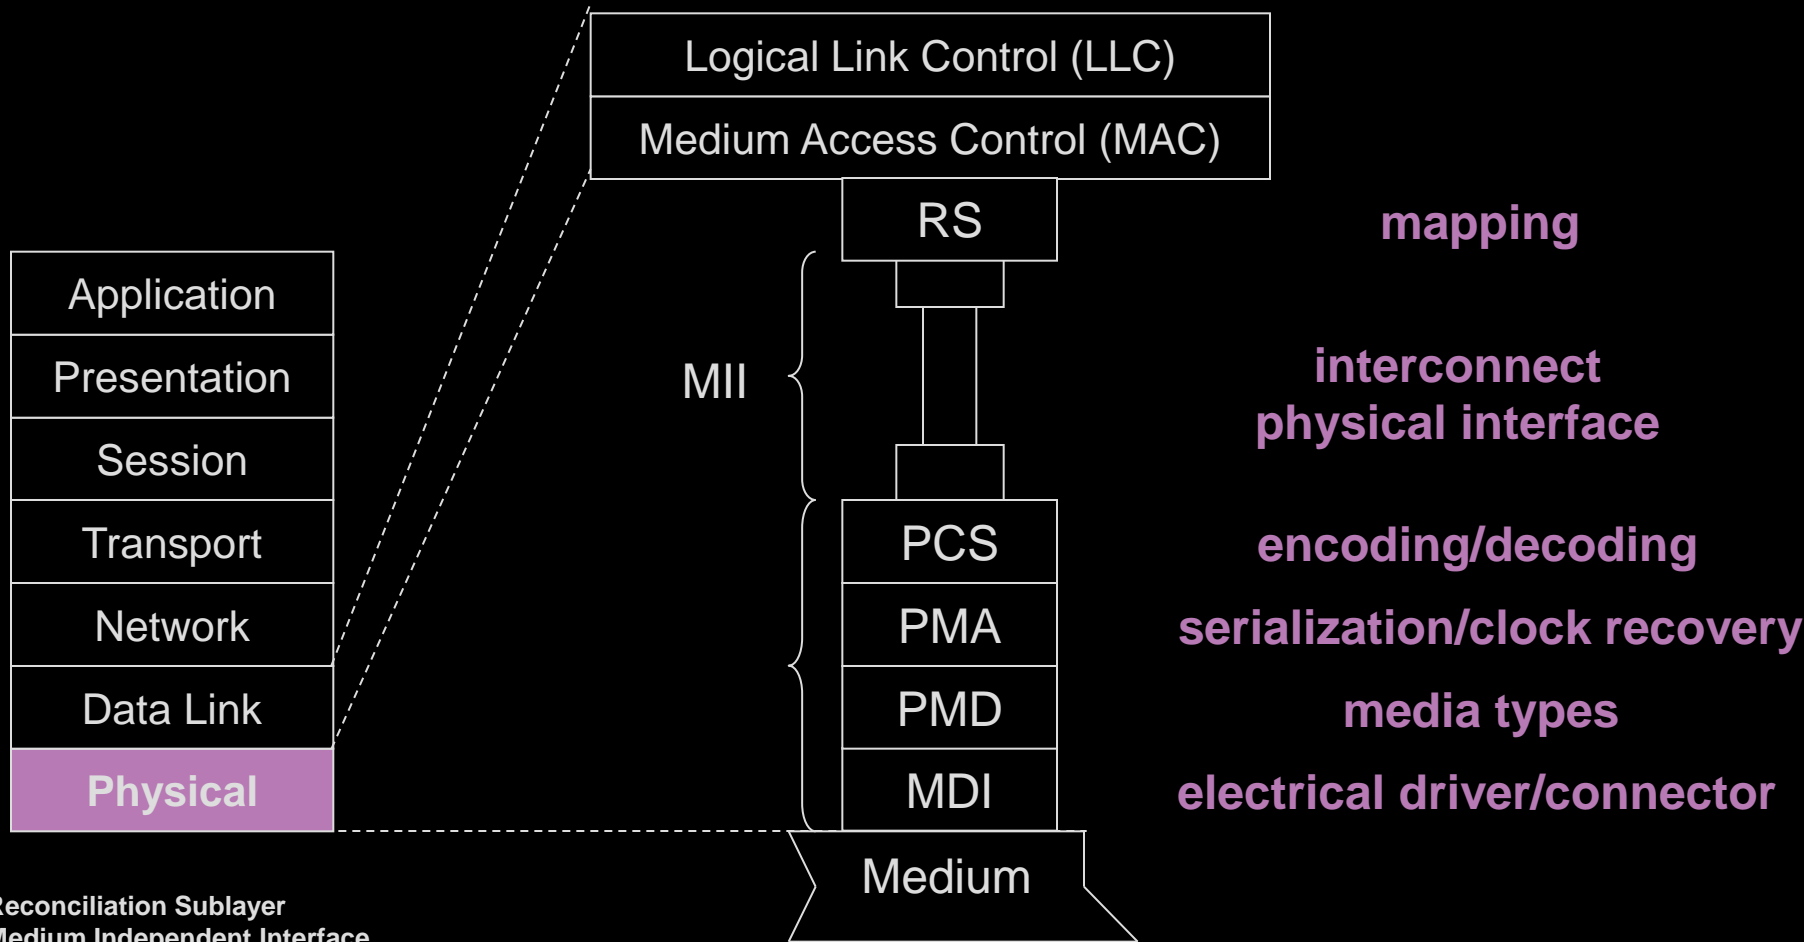 Logical Link Control (LLC)
Medium Access Control (MAC)
RS
mapping
Application
Presentation
Session
Transport
Network
Data Link
Physical
MII
interconnect
physical interface
PCS
encoding/decoding
PMA
serialization/clock recovery
PMD
media types
MDI
electrical driver/connector
Medium
Reconciliation Sublayer
Medium Independent Interface